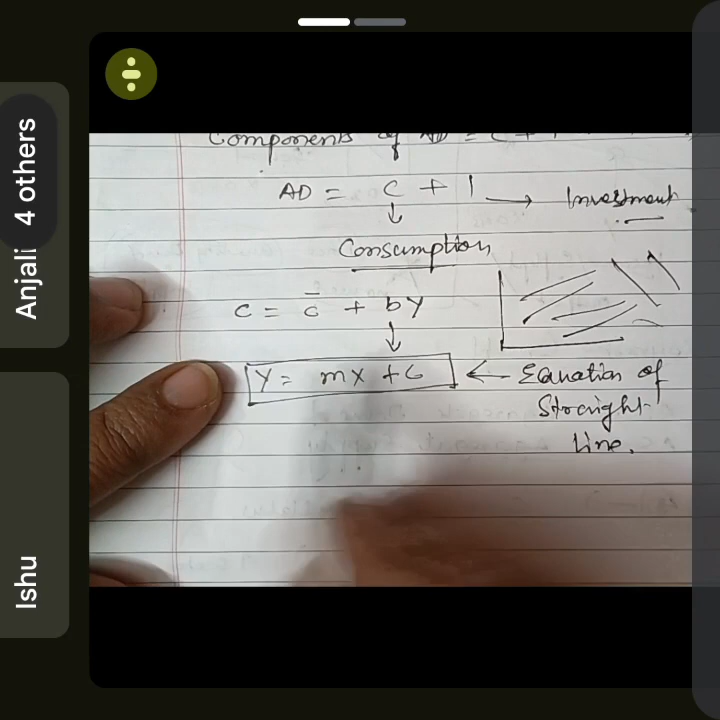 Components of AD = C + I
AD = C + I → Investment
↓
Consumption
C = c̄ + bY
↓
Y = mx + c ← Equation of
Straight
line.
Anjali 4 others
Ishu